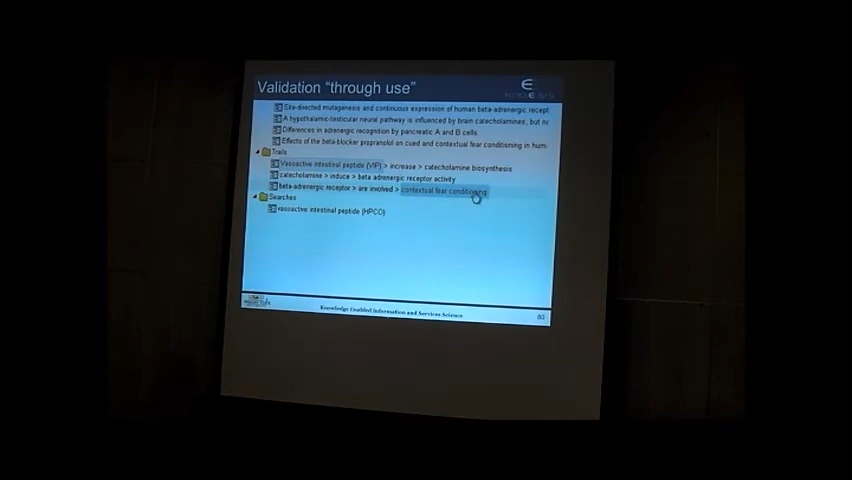 Validation "through use"
Site-directed mutagenesis and continuous expression of human beta-adrenergic recept
A hypothalamic-testicular neural pathway is influenced by brain catecholamines, but no
Differences in adrenergic recognition by pancreatic A and B cells
Effects of the beta-blocker propranolol on cued and contextual fear conditioning in hum
Trails
Vasoactive intestinal peptide (VIP) > increase > catecholamine biosynthesis
catecholamine > induce > beta adrenergic receptor activity
beta-adrenergic receptor > are involved > contextual fear conditioning
Searches
vasoactive intestinal peptide (HPCO)
Knowledge Enabled Information and Services Science
80